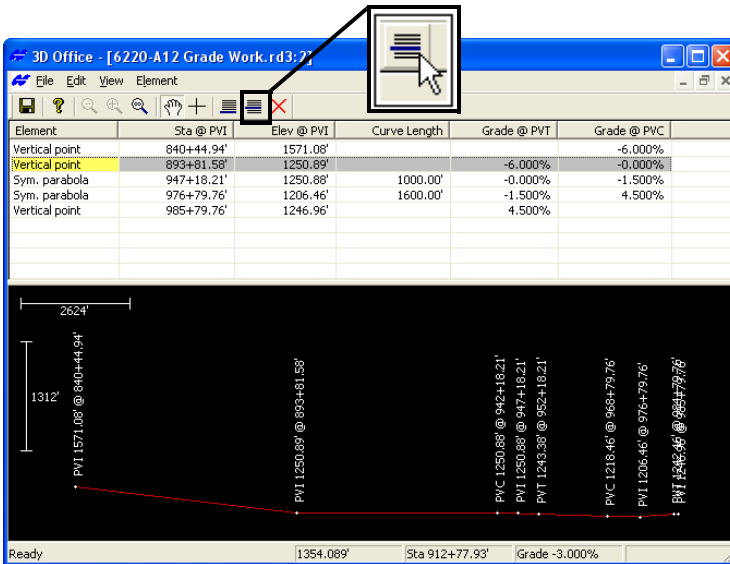 3D Office - [6220-A12 Grade Work.rd3:2]
File Edit View Element
Element Sta @ PVI Elev @ PVI Curve Length Grade @ PVT Grade @ PVC
Vertical point 840+44.94' 1571.08' -6.000%
Vertical point 893+81.58' 1250.89' -6.000% -0.000%
Sym. parabola 947+18.21' 1250.88' 1000.00' -0.000% -1.500%
Sym. parabola 976+79.76' 1206.46' 1600.00' -1.500% 4.500%
Vertical point 985+79.76' 1246.96' 4.500%
2624'
1312'
PVI 1571.08' @ 840+44.94'
PVI 1250.89' @ 893+81.58'
PVC 1250.88' @ 942+18.21'
PVI 1250.88' @ 947+18.21'
PVT 1243.38' @ 952+18.21'
PVC 1218.46' @ 968+79.76'
PVI 1206.46' @ 976+79.76'
Ready 1354.089' Sta 912+77.93' Grade -3.000%